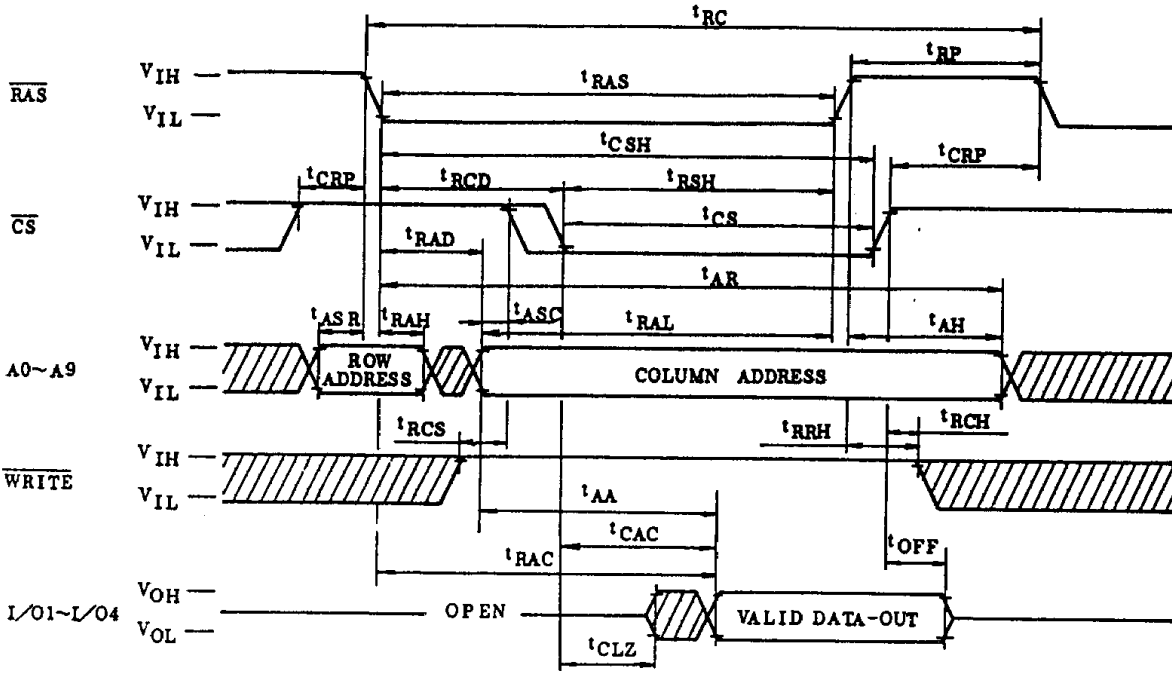 tRC
tRP
RAS
VIH
VIL
tRAS
tCSH
tCRP
tRCD
tRSH
tCRP
CS
VIH
VIL
tCS
tRAD
tAR
tASR
tRAH
tASC
tRAL
tAH
A0~A9
VIH
VIL
ROW
ADDRESS
COLUMN ADDRESS
tRCS
tRRH
tRCH
WRITE
VIH
VIL
tAA
tCAC
tOFF
tRAC
I/O1~I/O4
VOH
VOL
OPEN
VALID DATA-OUT
tCLZ